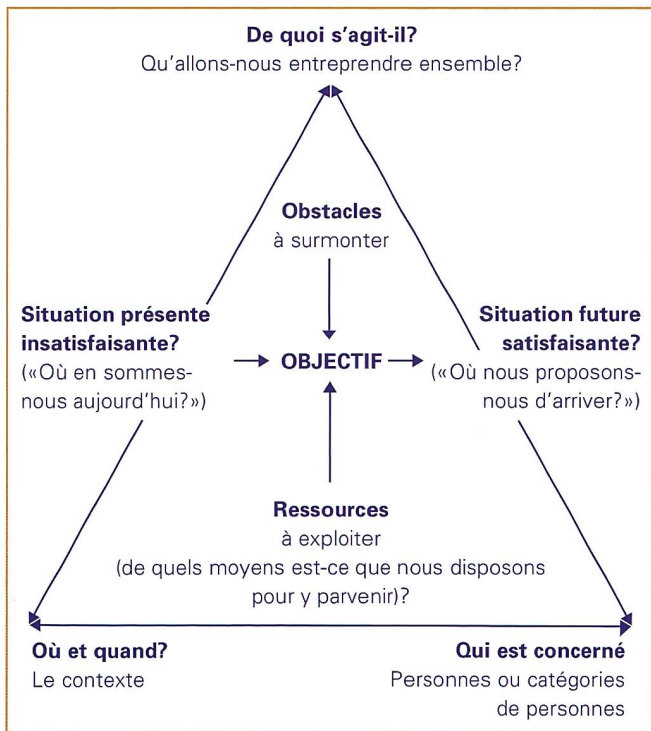 De quoi s'agit-il?
Qu'allons-nous entreprendre ensemble?
Obstacles
à surmonter
Situation présente
insatisfaisante?
(«Où en sommes-
nous aujourd'hui?»)
OBJECTIF
Situation future
satisfaisante?
(«Où nous proposons-
nous d'arriver?»)
Ressources
à exploiter
(de quels moyens est-ce que nous disposons
pour y parvenir)?
Où et quand?
Le contexte
Qui est concerné
Personnes ou catégories
de personnes